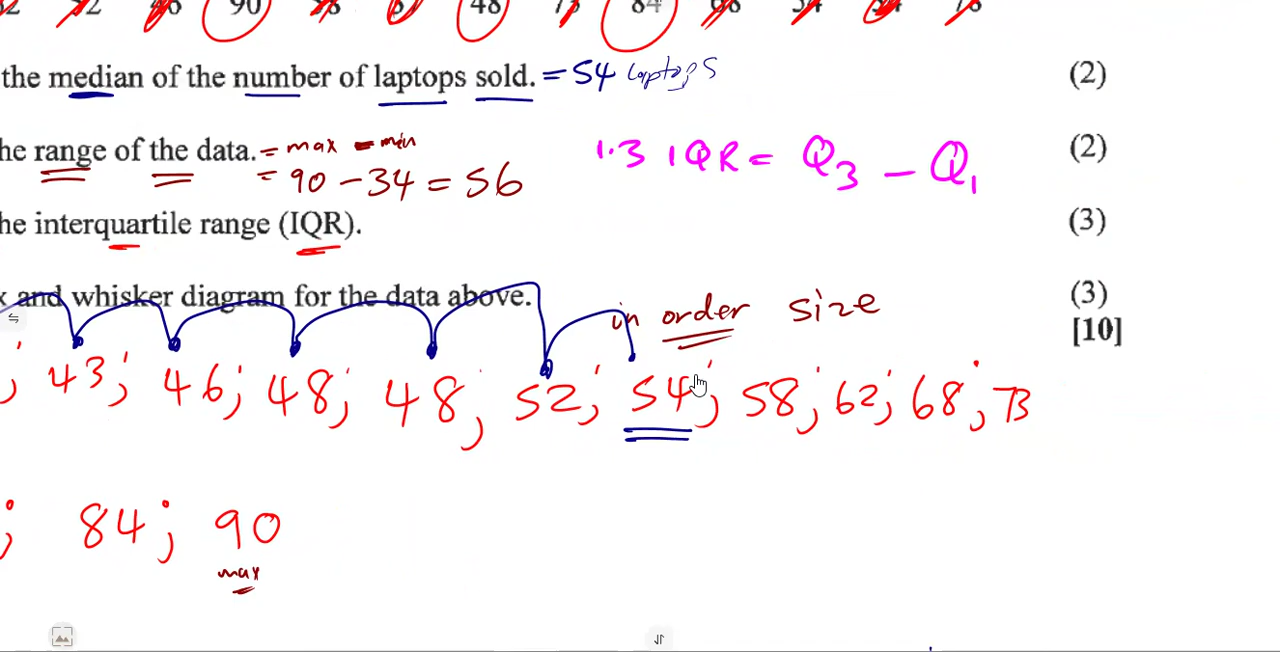 90 48 84
the median of the number of laptops sold. = 54 laptops (2)
he range of the data. = max - min (2)
= 90 - 34 = 56
1.3 IQR = Q3 - Q1
he interquartile range (IQR). (3)
x and whisker diagram for the data above. (3)
in order size
[10]
; 43; 46; 48; 48; 52; 54; 58; 62; 68; 73
; 84; 90
max